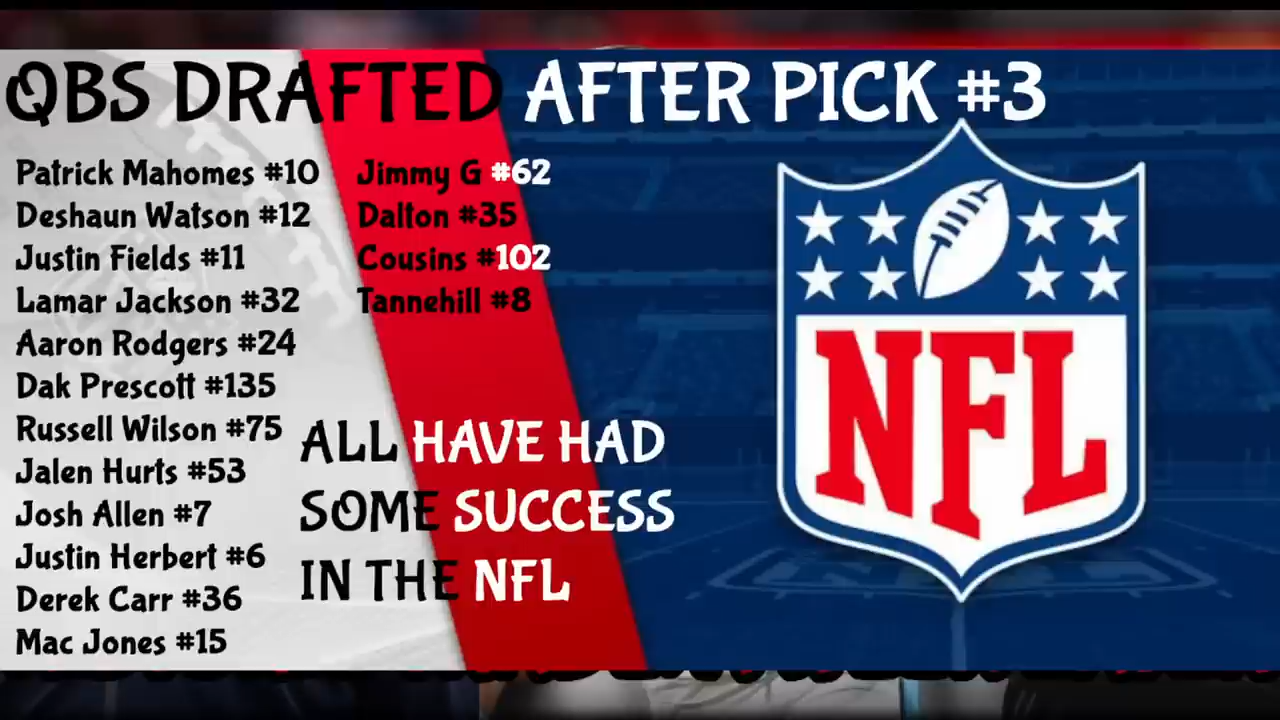 QBS DRAFTED AFTER PICK #3
Patrick Mahomes #10
Deshaun Watson #12
Justin Fields #11
Lamar Jackson #32
Aaron Rodgers #24
Dak Prescott #135
Russell Wilson #75
Jalen Hurts #53
Josh Allen #7
Justin Herbert #6
Derek Carr #36
Mac Jones #15
Jimmy G #62
Dalton #35
Cousins #102
Tannehill #8
ALL HAVE HAD
SOME SUCCESS
IN THE NFL
NFL